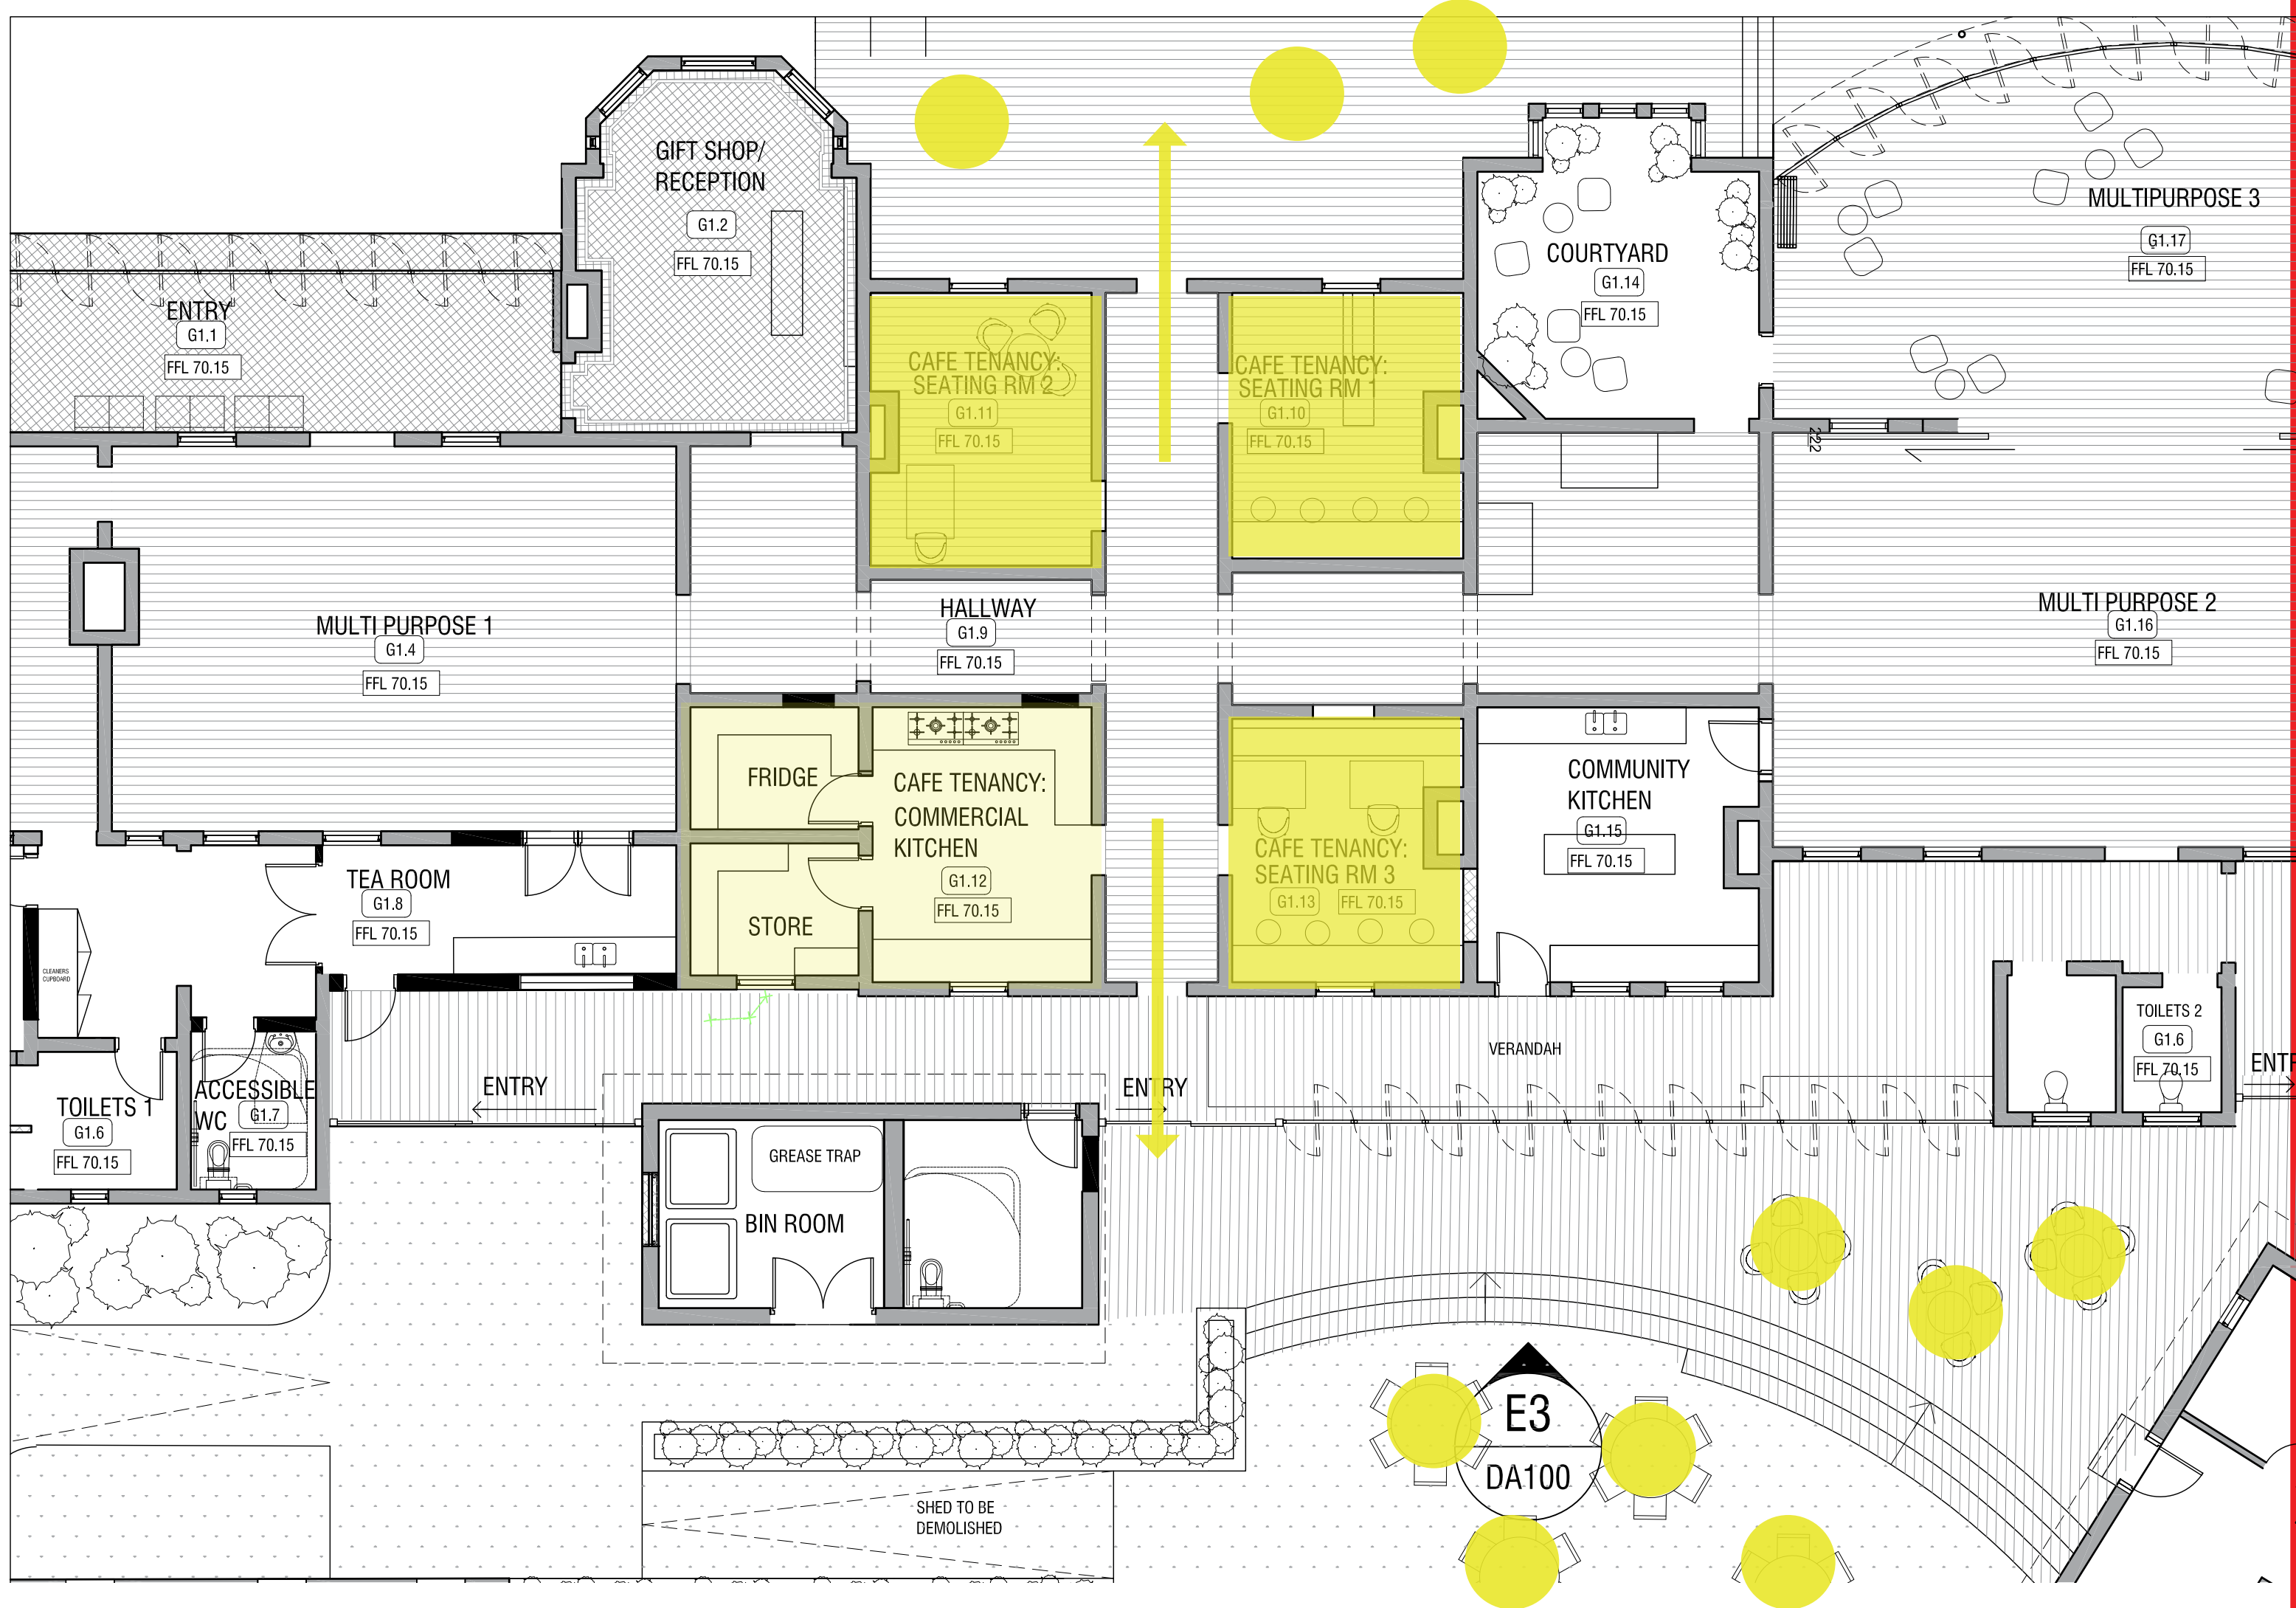 GIFT SHOP/
RECEPTION
G1.2
FFL 70.15
ENTRY
G1.1
FFL 70.15
CAFE TENANCY:
SEATING RM 2
G1.11
FFL 70.15
CAFE TENANCY:
SEATING RM 1
G1.10
FFL 70.15
COURTYARD
G1.14
FFL 70.15
MULTIPURPOSE 3
G1.17
FFL 70.15
222
MULTI PURPOSE 1
G1.4
FFL 70.15
HALLWAY
G1.9
FFL 70.15
MULTI PURPOSE 2
G1.16
FFL 70.15
FRIDGE
STORE
CAFE TENANCY:
COMMERCIAL
KITCHEN
G1.12
FFL 70.15
CAFE TENANCY:
SEATING RM 3
G1.13
FFL 70.15
COMMUNITY
KITCHEN
G1.15
FFL 70.15
TEA ROOM
G1.8
FFL 70.15
CLEANERS
CUPBOARD
TOILETS 1
G1.6
FFL 70.15
ACCESSIBLE
WC
G1.7
FFL 70.15
ENTRY
ENTRY
VERANDAH
TOILETS 2
G1.6
FFL 70.15
ENTR
GREASE TRAP
BIN ROOM
E3
DA100
SHED TO BE
DEMOLISHED